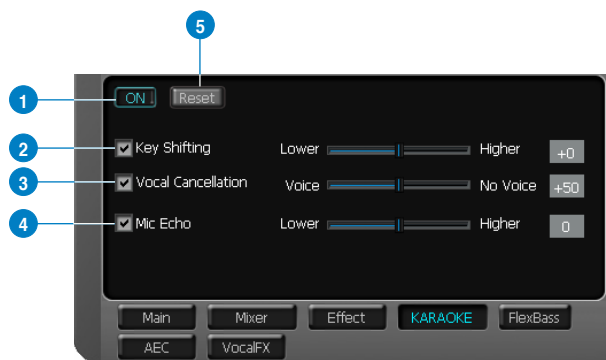 5
1 ON Reset
2 Key Shifting Lower Higher +0
3 Vocal Cancellation Voice No Voice +50
4 Mic Echo Lower Higher 0
Main Mixer Effect KARAOKE FlexBass
AEC VocalFX